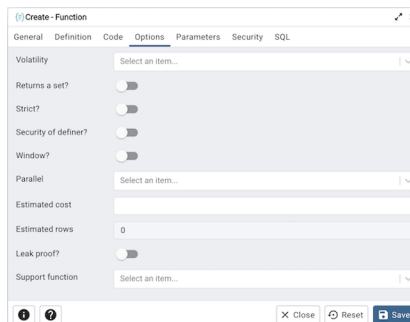 Create - Function
General Definition Code Options Parameters Security SQL
Volatility Select an item...
Returns a set?
Strict?
Security of definer?
Window?
Parallel Select an item...
Estimated cost
Estimated rows 0
Leak proof?
Support function Select an item...
Close Reset Save